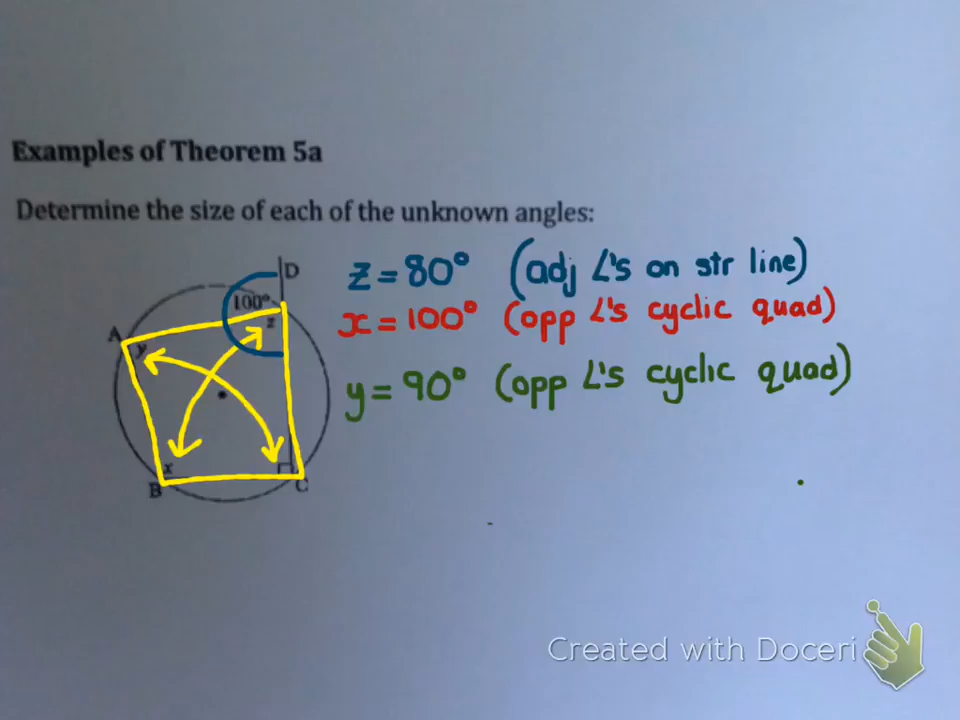 Examples of Theorem 5a
Determine the size of each of the unknown angles:
D
100°
z = 80° (adj ∠'s on str line)
x = 100° (opp ∠'s cyclic quad)
A
y
z
y = 90° (opp ∠'s cyclic quad)
x
B
C
Created with Doceri